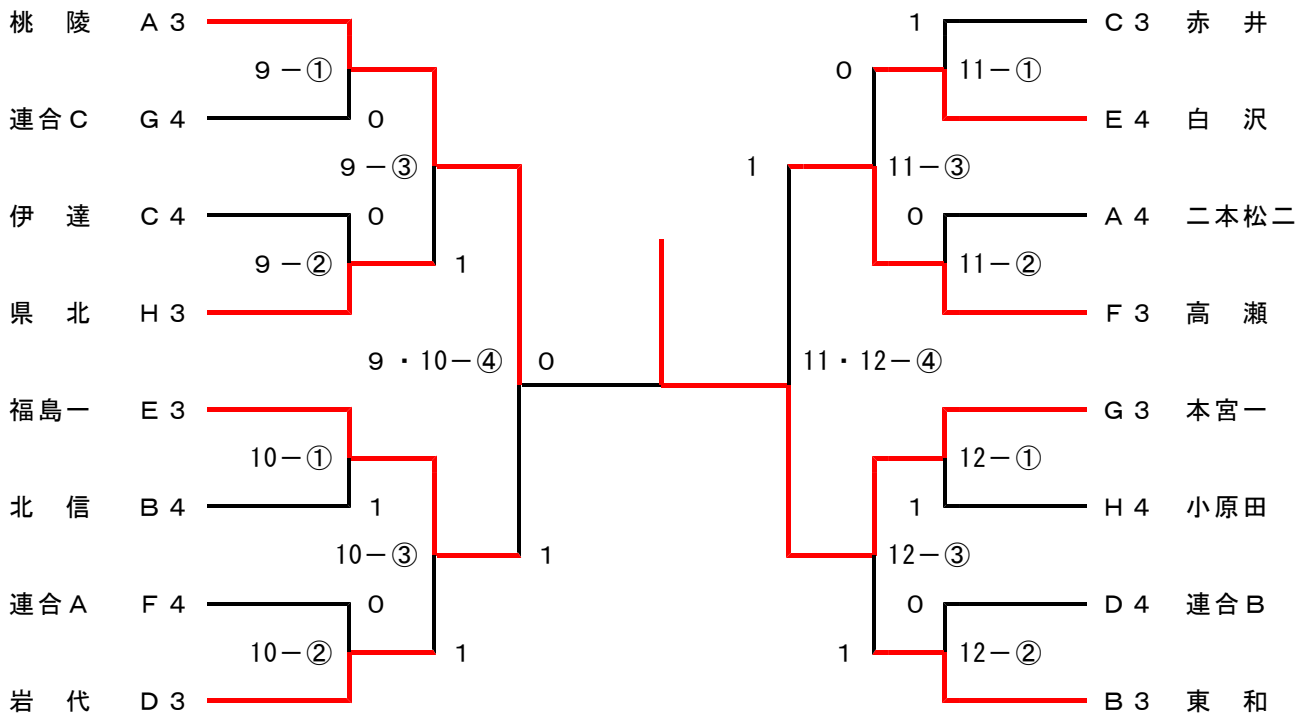 桃　陵　Ａ３　１　Ｃ３　赤　井
９－①　０　11－①
連合Ｃ　Ｇ４　０　Ｅ４　白　沢
９－③　１　11－③
伊　達　Ｃ４　０　０　Ａ４　二本松二
９－②　１　11－②
県　北　Ｈ３　Ｆ３　高　瀬
９・10－④　０　11・12－④
福島一　Ｅ３　Ｇ３　本宮一
10－①　12－①
北　信　Ｂ４　１　１　Ｈ４　小原田
10－③　１　12－③
連合Ａ　Ｆ４　０　０　Ｄ４　連合Ｂ
10－②　１　１　12－②
岩　代　Ｄ３　Ｂ３　東　和